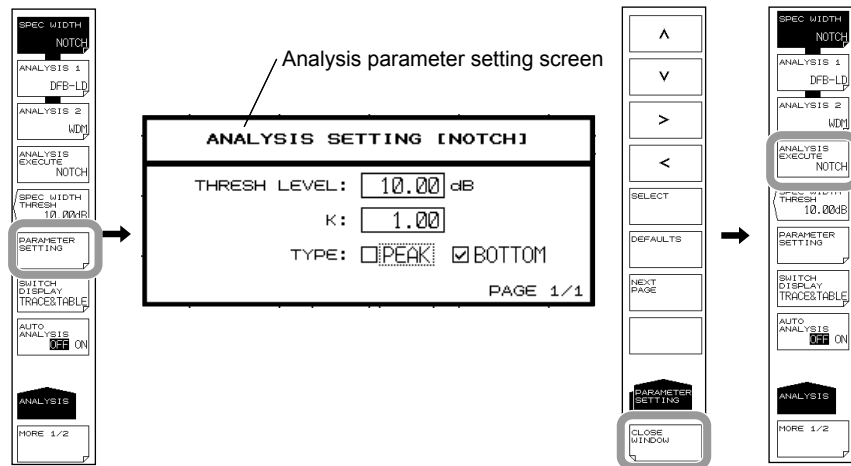 SPEC WIDTH
NOTCH
ANALYSIS 1
DFB-LD
ANALYSIS 2
WDM
ANALYSIS
EXECUTE
NOTCH
SPEC WIDTH
THRESH
10.00dB
PARAMETER
SETTING
SWITCH
DISPLAY
TRACE&TABLE
AUTO
ANALYSIS
OFF ON
ANALYSIS
MORE 1/2
Analysis parameter setting screen
ANALYSIS SETTING [NOTCH]
THRESH LEVEL: 10.00 dB
K: 1.00
TYPE: PEAK BOTTOM
PAGE 1/1
SELECT
DEFAULTS
NEXT
PAGE
PARAMETER
SETTING
CLOSE
WINDOW
SPEC WIDTH
NOTCH
ANALYSIS 1
DFB-LD
ANALYSIS 2
WDM
ANALYSIS
EXECUTE
NOTCH
SPEC WIDTH
THRESH
10.00dB
PARAMETER
SETTING
SWITCH
DISPLAY
TRACE&TABLE
AUTO
ANALYSIS
OFF ON
ANALYSIS
MORE 1/2